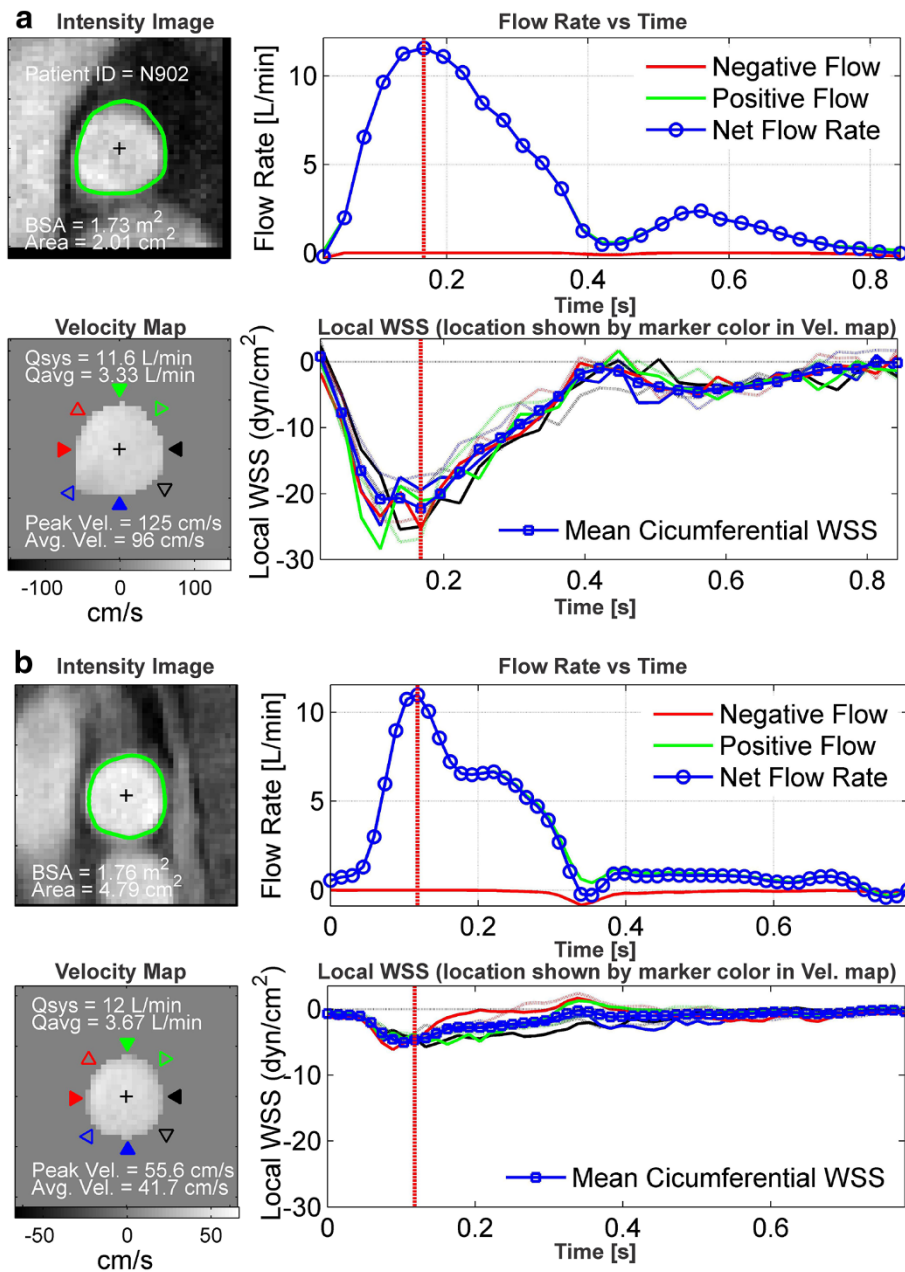 a
Intensity Image
Patient ID = N902
BSA = 1.73 m²
Area = 2.01 cm²
Flow Rate vs Time
Flow Rate [L/min]
10
5
0
Negative Flow
Positive Flow
Net Flow Rate
0.2
0.4
0.6
0.8
Time [s]
Velocity Map
Qsys = 11.6 L/min
Qavg = 3.33 L/min
Peak Vel. = 125 cm/s
Avg. Vel. = 96 cm/s
-100
0
100
cm/s
Local WSS (location shown by marker color in Vel. map)
Local WSS (dyn/cm²)
0
-10
-20
-30
Mean Cicumferential WSS
0.2
0.4
0.6
0.8
Time [s]
b
Intensity Image
BSA = 1.76 m²
Area = 4.79 cm²
Flow Rate vs Time
Flow Rate [L/min]
10
5
0
Negative Flow
Positive Flow
Net Flow Rate
0
0.2
0.4
0.6
Time [s]
Velocity Map
Qsys = 12 L/min
Qavg = 3.67 L/min
Peak Vel. = 55.6 cm/s
Avg. Vel. = 41.7 cm/s
-50
0
50
cm/s
Local WSS (location shown by marker color in Vel. map)
Local WSS (dyn/cm²)
0
-10
-20
-30
Mean Cicumferential WSS
0
0.2
0.4
0.6
Time [s]